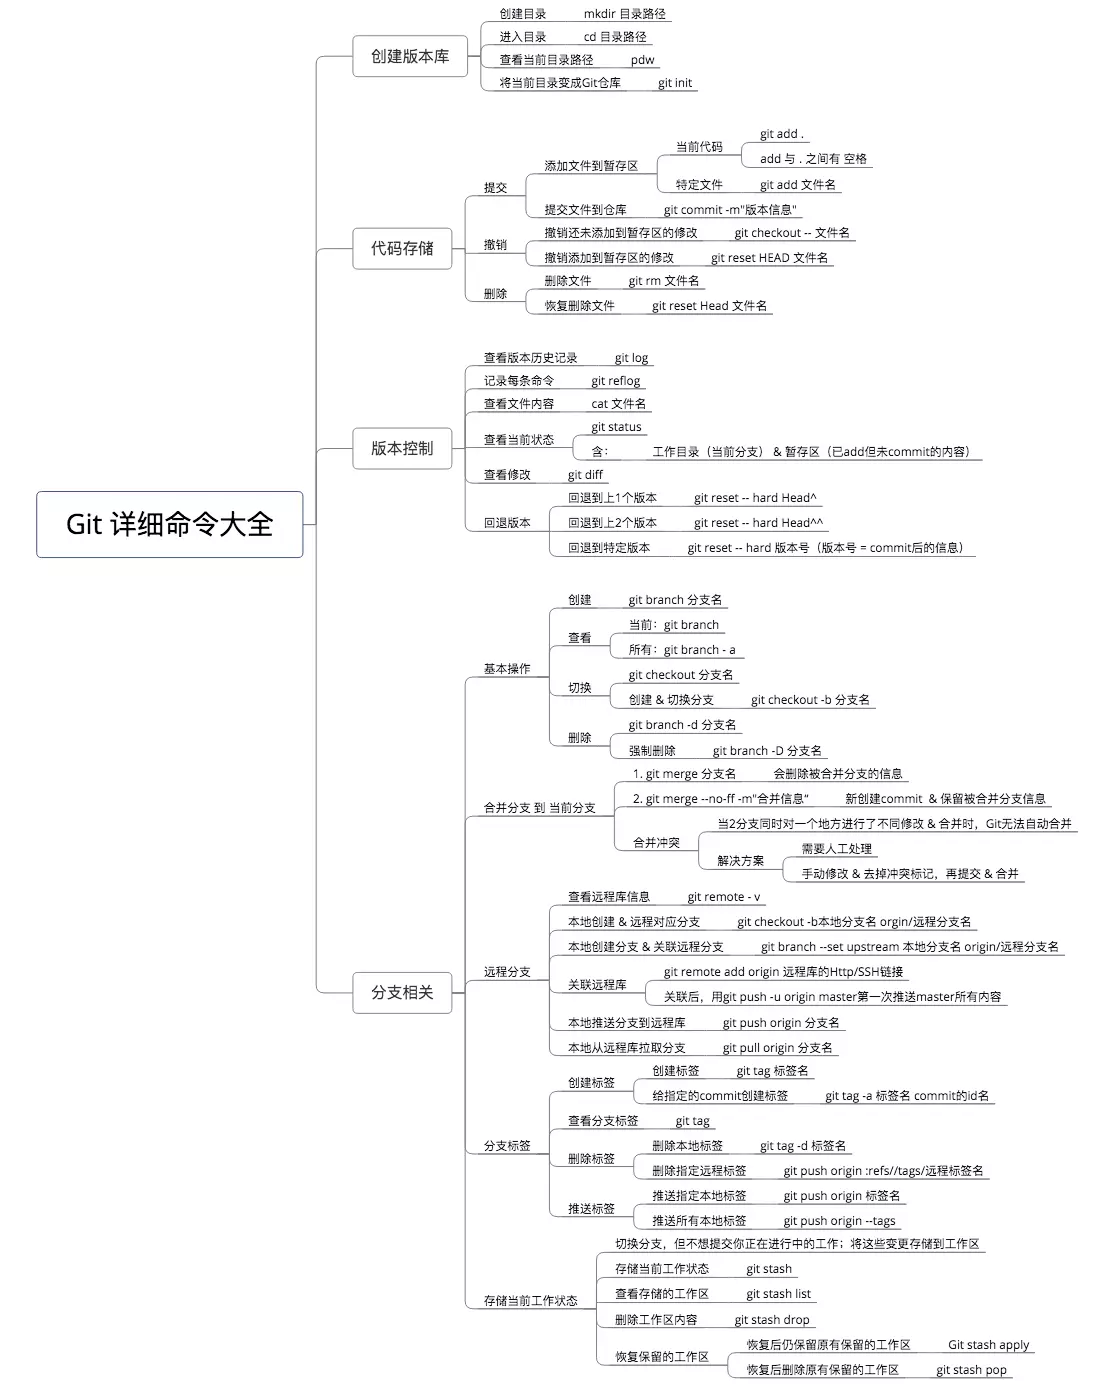 Git 详细命令大全
创建版本库
创建目录 mkdir 目录路径
进入目录 cd 目录路径
查看当前目录路径 pdw
将当前目录变成Git仓库 git init
代码存储
提交
添加文件到暂存区
当前代码
git add .
add 与 . 之间有 空格
特定文件 git add 文件名
提交文件到仓库 git commit -m"版本信息"
撤销
撤销还未添加到暂存区的修改 git checkout -- 文件名
撤销添加到暂存区的修改 git reset HEAD 文件名
删除
删除文件 git rm 文件名
恢复删除文件 git reset Head 文件名
版本控制
查看版本历史记录 git log
记录每条命令 git reflog
查看文件内容 cat 文件名
查看当前状态
git status
含： 工作目录（当前分支） & 暂存区（已add但未commit的内容）
查看修改 git diff
回退版本
回退到上1个版本 git reset -- hard Head^
回退到上2个版本 git reset -- hard Head^^
回退到特定版本 git reset -- hard 版本号（版本号 = commit后的信息）
分支相关
基本操作
创建 git branch 分支名
查看
当前：git branch
所有：git branch - a
切换
git checkout 分支名
创建 & 切换分支 git checkout -b 分支名
删除
git branch -d 分支名
强制删除 git branch -D 分支名
合并分支 到 当前分支
1. git merge 分支名 会删除被合并分支的信息
2. git merge --no-ff -m"合并信息“ 新创建commit & 保留被合并分支信息
合并冲突
当2分支同时对一个地方进行了不同修改 & 合并时，Git无法自动合并
解决方案
需要人工处理
手动修改 & 去掉冲突标记，再提交 & 合并
远程分支
查看远程库信息 git remote - v
本地创建 & 远程对应分支 git checkout -b本地分支名 orgin/远程分支名
本地创建分支 & 关联远程分支 git branch --set upstream 本地分支名 origin/远程分支名
关联远程库
git remote add origin 远程库的Http/SSH链接
关联后，用git push -u origin master第一次推送master所有内容
本地推送分支到远程库 git push origin 分支名
本地从远程库拉取分支 git pull origin 分支名
分支标签
创建标签
创建标签 git tag 标签名
给指定的commit创建标签 git tag -a 标签名 commit的id名
查看分支标签 git tag
删除标签
删除本地标签 git tag -d 标签名
删除指定远程标签 git push origin :refs//tags/远程标签名
推送标签
推送指定本地标签 git push origin 标签名
推送所有本地标签 git push origin --tags
存储当前工作状态
切换分支，但不想提交你正在进行中的工作；将这些变更存储到工作区
存储当前工作状态 git stash
查看存储的工作区 git stash list
删除工作区内容 git stash drop
恢复保留的工作区
恢复后仍保留原有保留的工作区 Git stash apply
恢复后删除原有保留的工作区 git stash pop